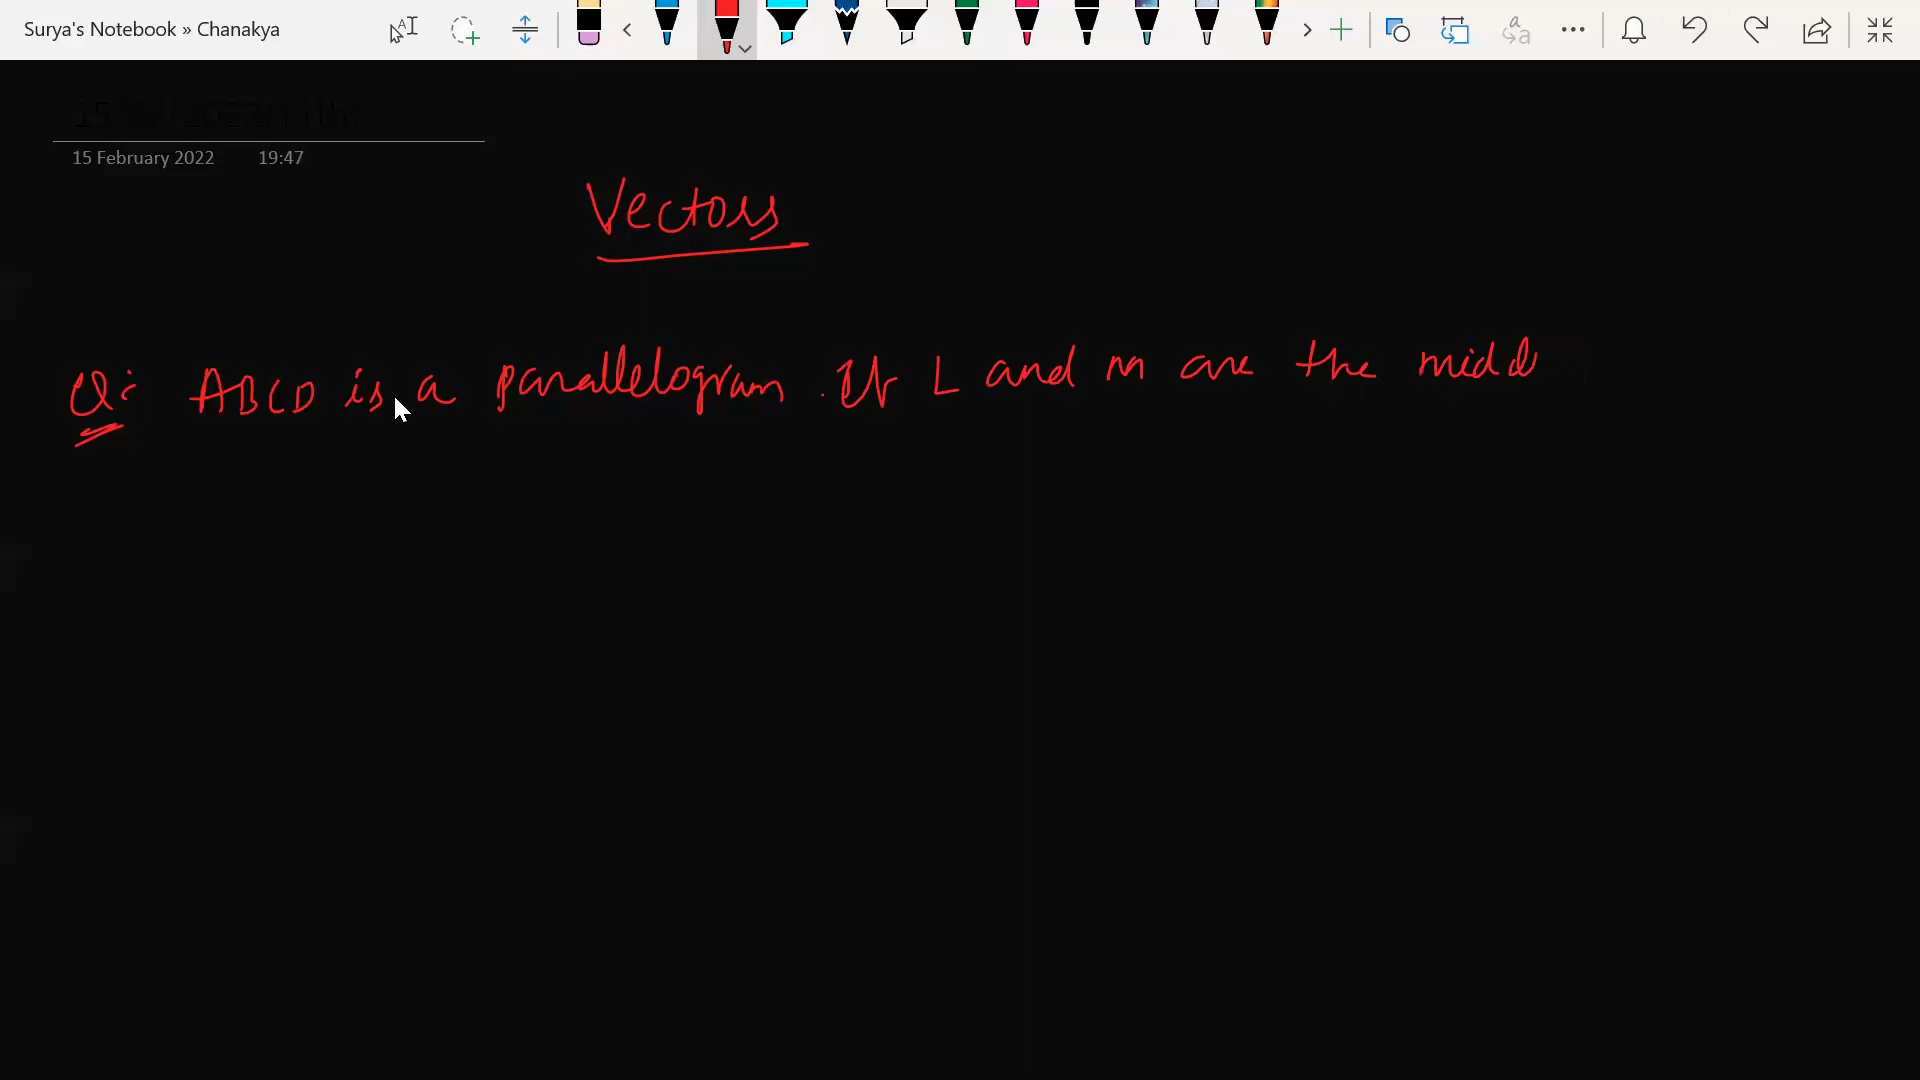 Surya's Notebook » Chanakya
15 February 2022 19:47
Vectors
Q: ABCD is a parallelogram. If L and M are the midd